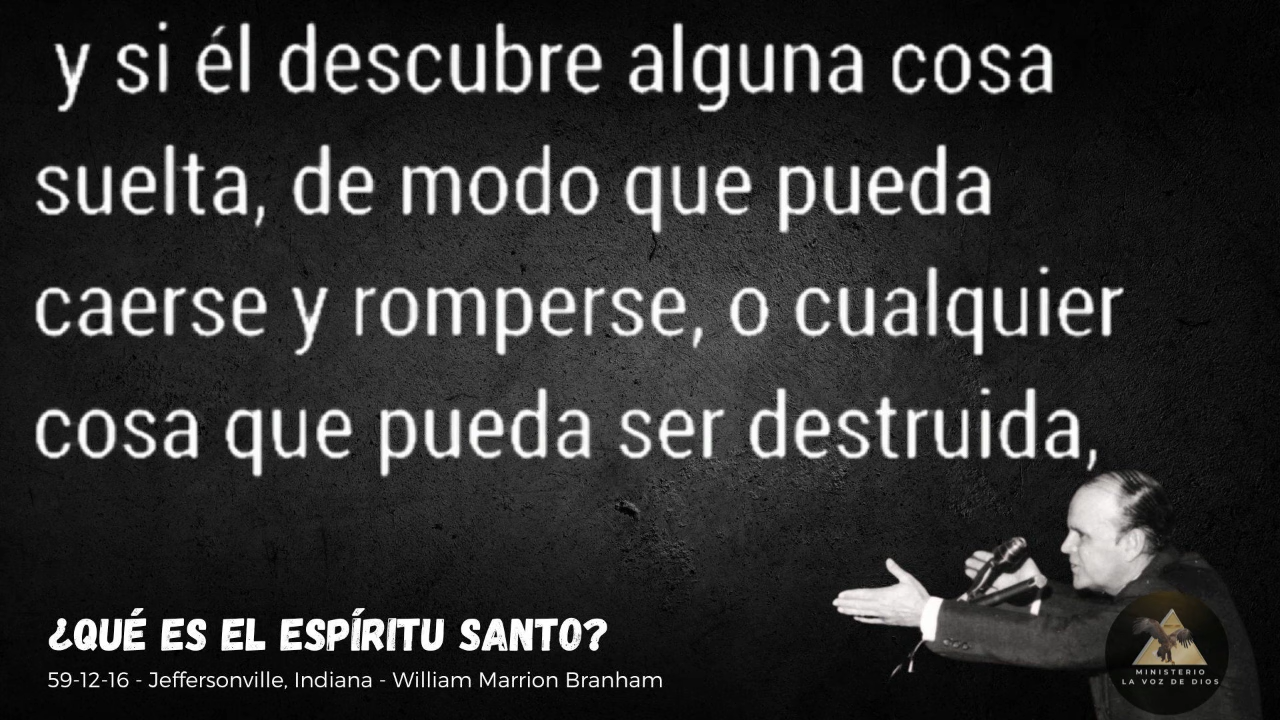 y si él descubre alguna cosa
suelta, de modo que pueda
caerse y romperse, o cualquier
cosa que pueda ser destruida,
¿QUÉ ES EL ESPÍRITU SANTO?
59-12-16 - Jeffersonville, Indiana - William Marrion Branham
MINISTERIO
LA VOZ DE DIOS